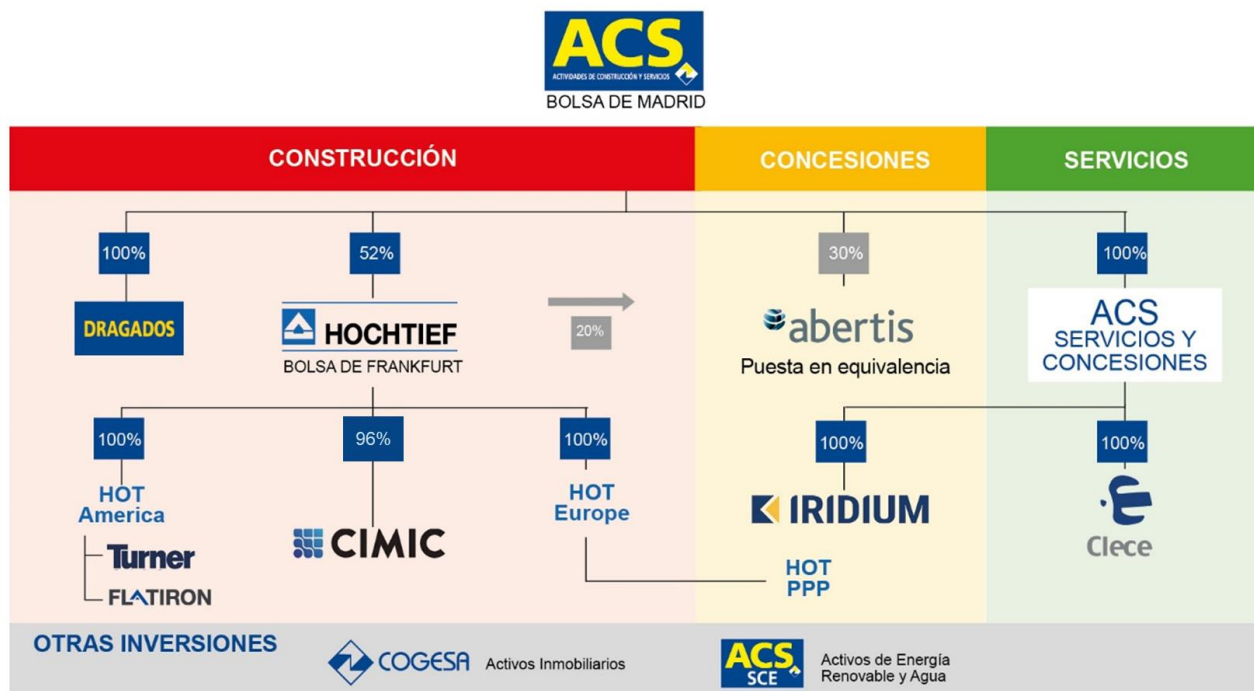 ACS
ACTIVIDADES DE CONSTRUCCIÓN Y SERVICIOS
BOLSA DE MADRID
CONSTRUCCIÓN
CONCESIONES
SERVICIOS
100%
52%
30%
100%
DRAGADOS
HOCHTIEF
BOLSA DE FRANKFURT
20%
abertis
Puesta en equivalencia
ACS
SERVICIOS Y
CONCESIONES
100%
96%
100%
100%
100%
HOT
America
CIMIC
HOT
Europe
IRIDIUM
Clece
Turner
FLATIRON
HOT
PPP
OTRAS INVERSIONES
COGESA
Activos Inmobiliarios
ACS
SCE
Activos de Energía
Renovable y Agua